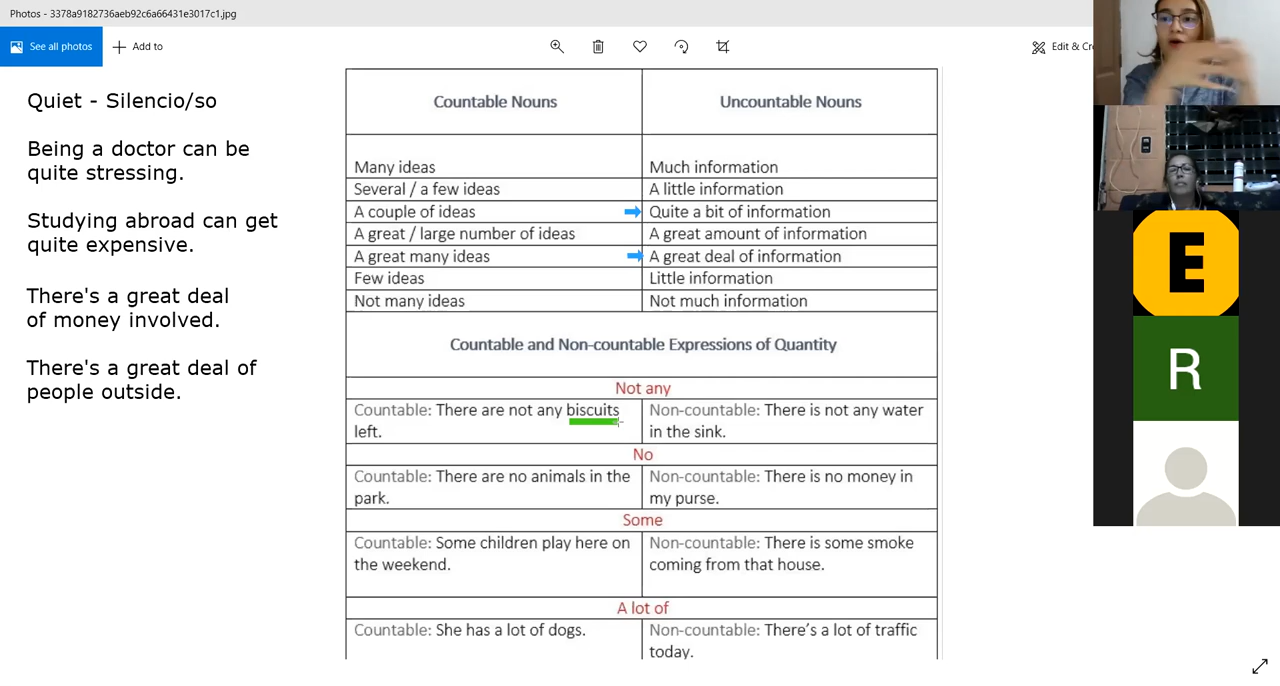 Photos - 3378a9182736aeb92c6a66431e3017c1.jpg
See all photos
Add to
Edit & Cr
Quiet - Silencio/so
Being a doctor can be
quite stressing.
Studying abroad can get
quite expensive.
There's a great deal
of money involved.
There's a great deal of
people outside.
Countable Nouns
Uncountable Nouns
Many ideas
Much information
Several / a few ideas
A little information
A couple of ideas
Quite a bit of information
A great / large number of ideas
A great amount of information
A great many ideas
A great deal of information
Few ideas
Little information
Not many ideas
Not much information
Countable and Non-countable Expressions of Quantity
Not any
Countable: There are not any biscuits
left.
Non-countable: There is not any water
in the sink.
No
Countable: There are no animals in the
park.
Non-countable: There is no money in
my purse.
Some
Countable: Some children play here on
the weekend.
Non-countable: There is some smoke
coming from that house.
A lot of
Countable: She has a lot of dogs.
Non-countable: There's a lot of traffic
today.
E
R